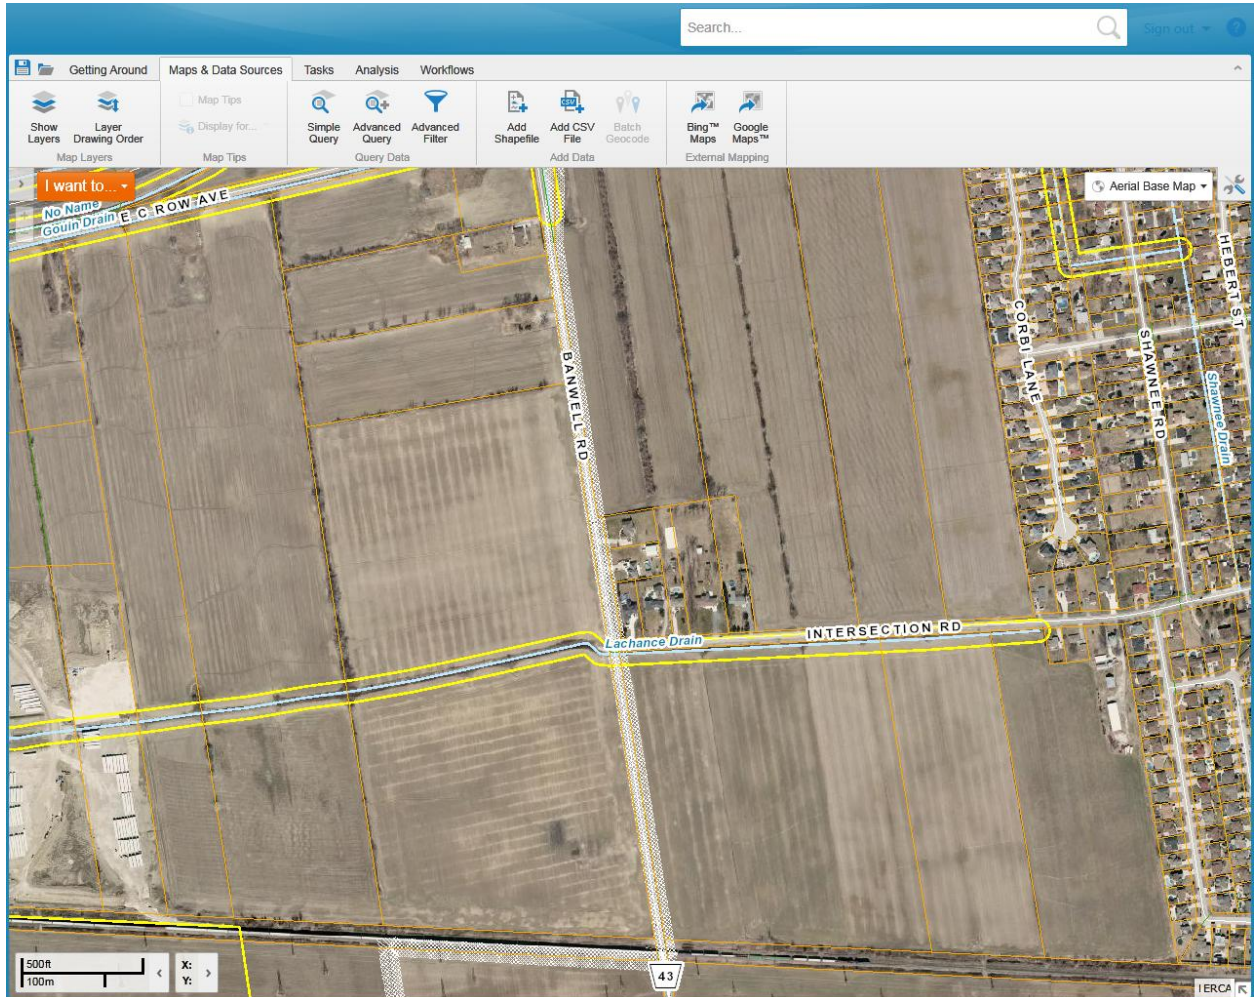 Search...
Sign out
?
Getting Around
Maps & Data Sources
Tasks
Analysis
Workflows
Show Layers
Layer Drawing Order
Map Layers
Map Tips
Display for...
Map Tips
Simple Query
Advanced Query
Advanced Filter
Query Data
Add Shapefile
CSV
Add CSV File
Batch Geocode
Add Data
Bing™ Maps
Google Maps™
External Mapping
I want to...
Aerial Base Map
No Name
Gouin Drain
E C ROW AVE
HEBERT ST
CORBI LANE
SHAWNEE RD
BANWELL RD
Shawnee Drain
Lachance Drain
INTERSECTION RD
500ft
100m
X:
Y:
43
ERCA